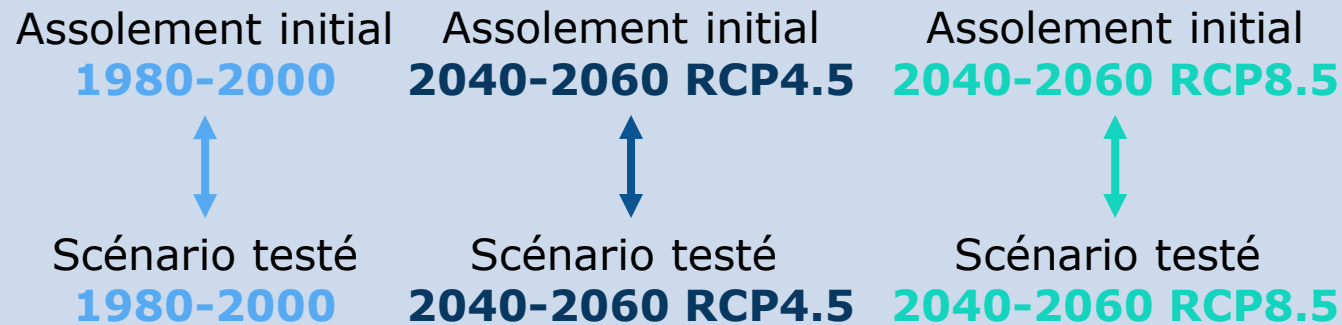 Assolement initial
1980-2000
Assolement initial
2040-2060 RCP4.5
Assolement initial
2040-2060 RCP8.5
Scénario testé
1980-2000
Scénario testé
2040-2060 RCP4.5
Scénario testé
2040-2060 RCP8.5